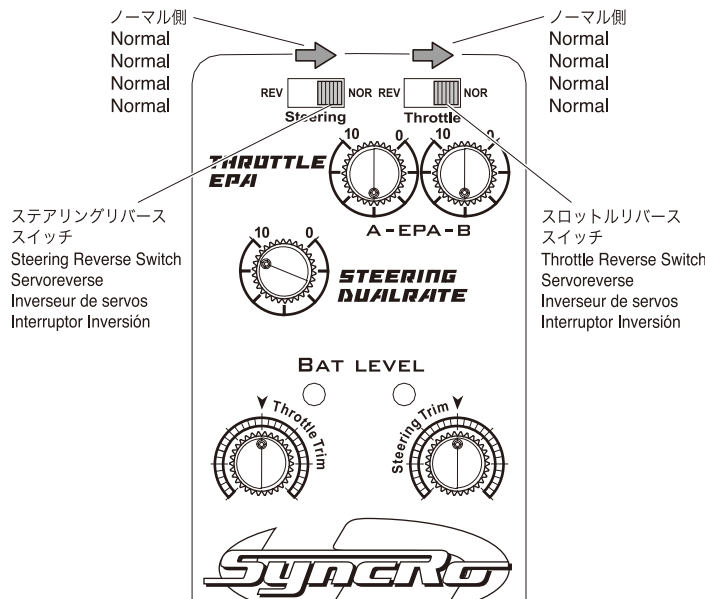 ノーマル側
Normal
Normal
Normal
Normal
ノーマル側
Normal
Normal
Normal
Normal
REV NOR REV NOR
Steering Throttle
10 0 10 0
THROTTLE
EPA
A-EPA-B
ステアリングリバース
スイッチ
Steering Reverse Switch
Servoreverse
Inverseur de servos
Interruptor Inversión
スロットルリバース
スイッチ
Throttle Reverse Switch
Servoreverse
Inverseur de servos
Interruptor Inversión
10 0
STEERING
DUALRATE
BAT LEVEL
Throttle Trim
Steering Trim
SyncRo